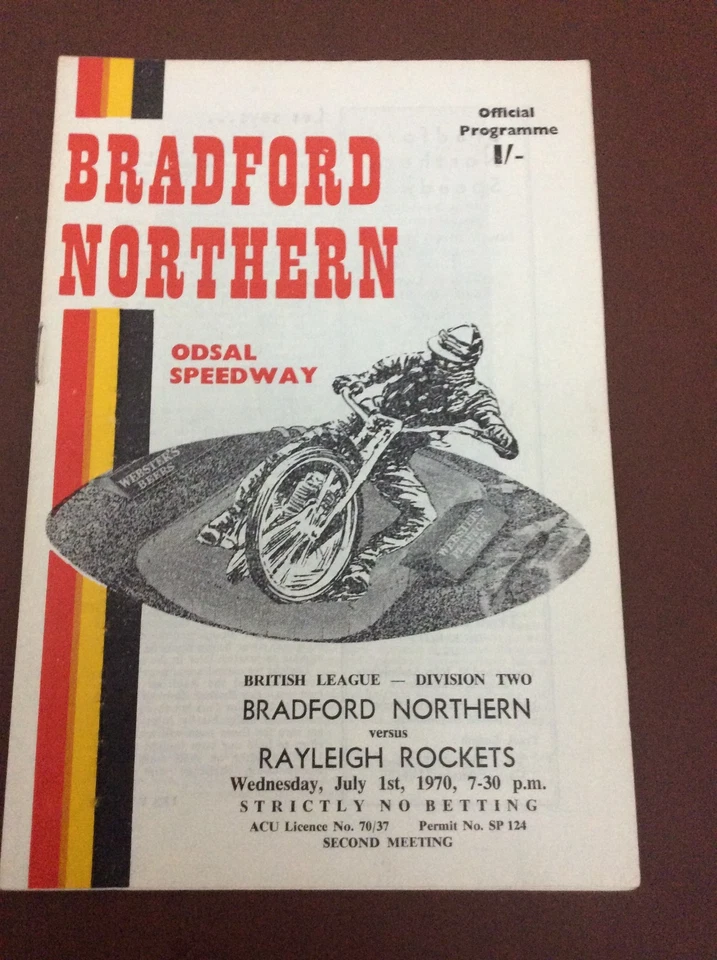 Official
Programme
1/-
BRADFORD
NORTHERN
ODSAL
SPEEDWAY
WEBSTER'S
BEERS
BRITISH LEAGUE — DIVISION TWO
BRADFORD NORTHERN
versus
RAYLEIGH ROCKETS
Wednesday, July 1st, 1970, 7-30 p.m.
STRICTLY NO BETTING
ACU Licence No. 70/37 Permit No. SP 124
SECOND MEETING